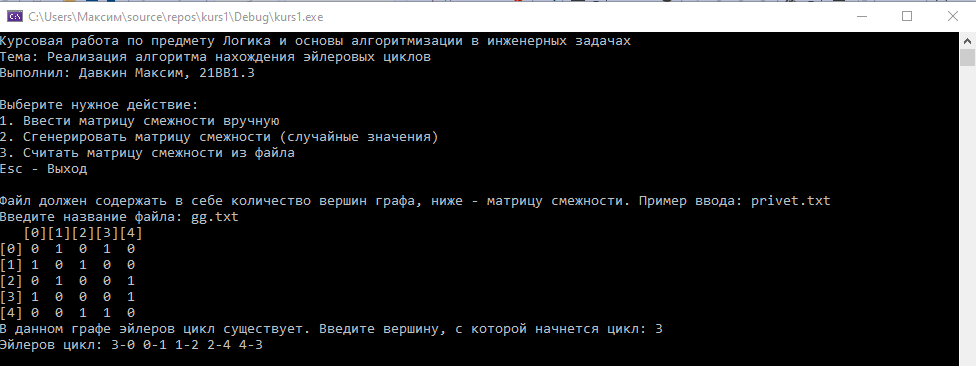 C:\Users\Максим\source\repos\kurs1\Debug\kurs1.exe
Курсовая работа по предмету Логика и основы алгоритмизации в инженерных задачах
Тема: Реализация алгоритма нахождения эйлеровых циклов
Выполнил: Давкин Максим, 21ВВ1.3
Выберите нужное действие:
1. Ввести матрицу смежности вручную
2. Сгенерировать матрицу смежности (случайные значения)
3. Считать матрицу смежности из файла
Esc - Выход
Файл должен содержать в себе количество вершин графа, ниже - матрицу смежности. Пример ввода: privet.txt
Введите название файла: gg.txt
[0][1][2][3][4]
[0] 0 1 0 1 0
[1] 1 0 1 0 0
[2] 0 1 0 0 1
[3] 1 0 0 0 1
[4] 0 0 1 1 0
В данном графе эйлеров цикл существует. Введите вершину, с которой начнется цикл: 3
Эйлеров цикл: 3-0 0-1 1-2 2-4 4-3